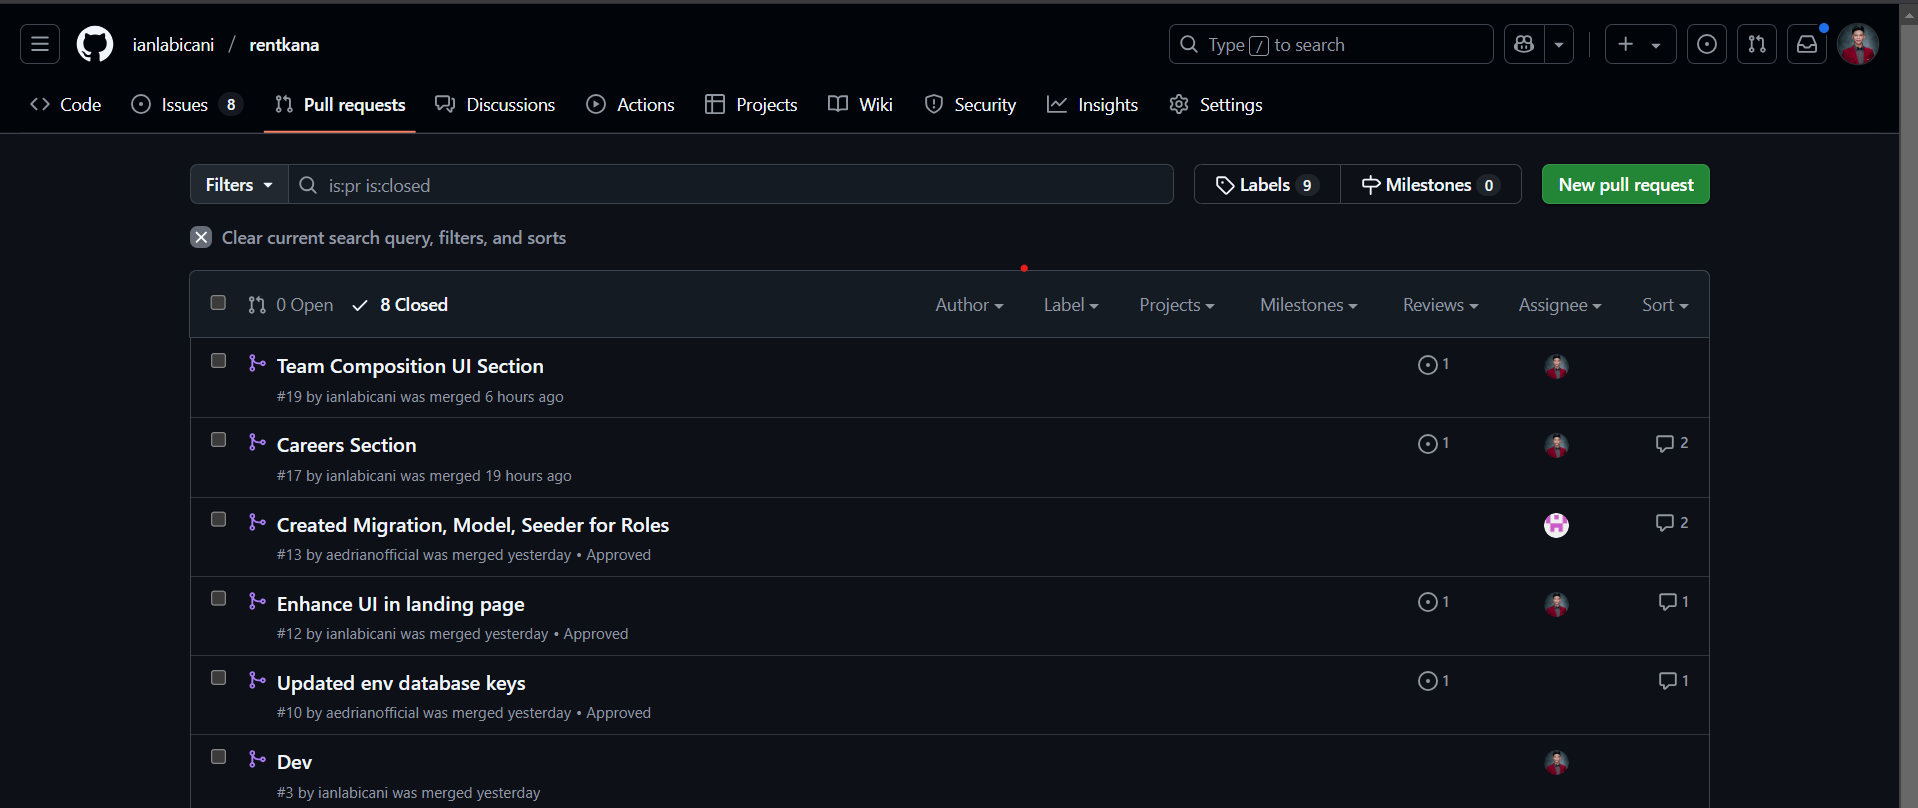 ianlabicani / rentkana
Type / to search
Code
Issues 8
Pull requests
Discussions
Actions
Projects
Wiki
Security
Insights
Settings
Filters
is:pr is:closed
Labels 9
Milestones 0
New pull request
Clear current search query, filters, and sorts
0 Open
8 Closed
Author
Label
Projects
Milestones
Reviews
Assignee
Sort
Team Composition UI Section
1
#19 by ianlabicani was merged 6 hours ago
Careers Section
1
2
#17 by ianlabicani was merged 19 hours ago
Created Migration, Model, Seeder for Roles
2
#13 by aedrianofficial was merged yesterday • Approved
Enhance UI in landing page
1
1
#12 by ianlabicani was merged yesterday • Approved
Updated env database keys
1
1
#10 by aedrianofficial was merged yesterday • Approved
Dev
#3 by ianlabicani was merged yesterday